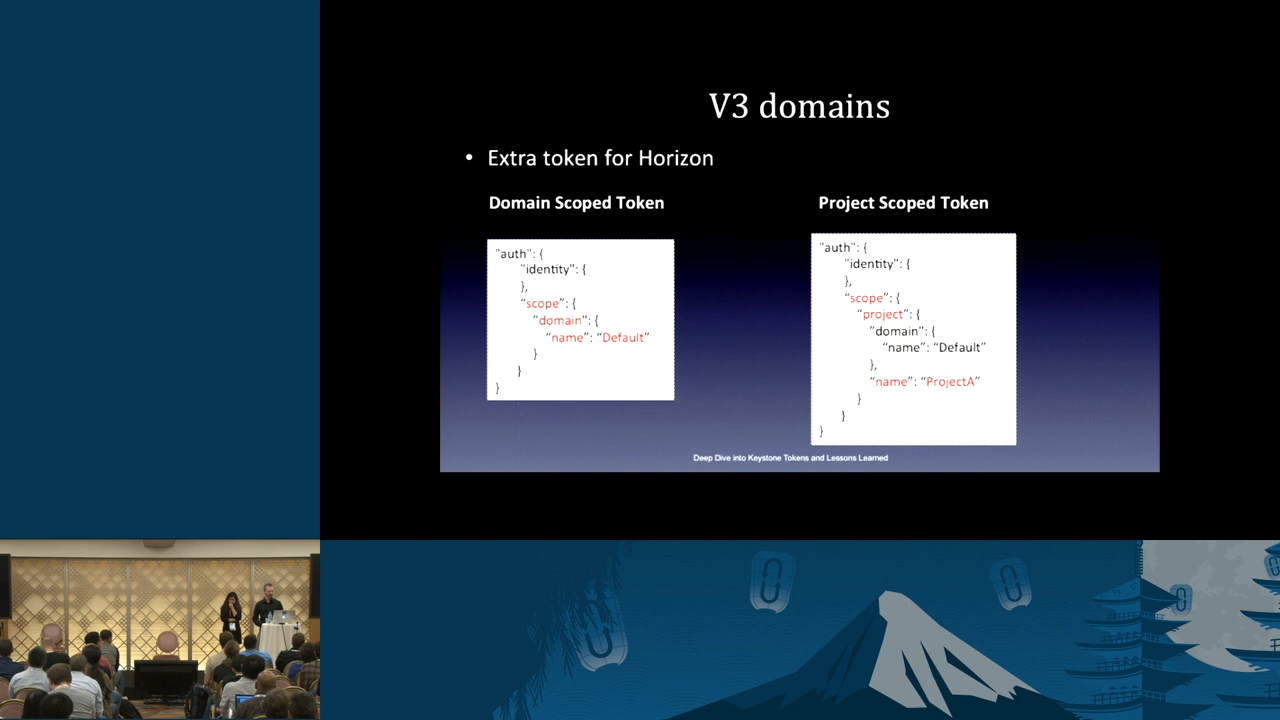 V3 domains
• Extra token for Horizon
Domain Scoped Token
"auth": {
"identity": {
},
“scope”: {
“domain": {
“name”: “Default”
}
}
}
Project Scoped Token
"auth": {
"identity": {
},
“scope”: {
“project”: {
“domain": {
“name”: “Default”
},
“name”: “ProjectA”
}
}
}
Deep Dive into Keystone Tokens and Lessons Learned